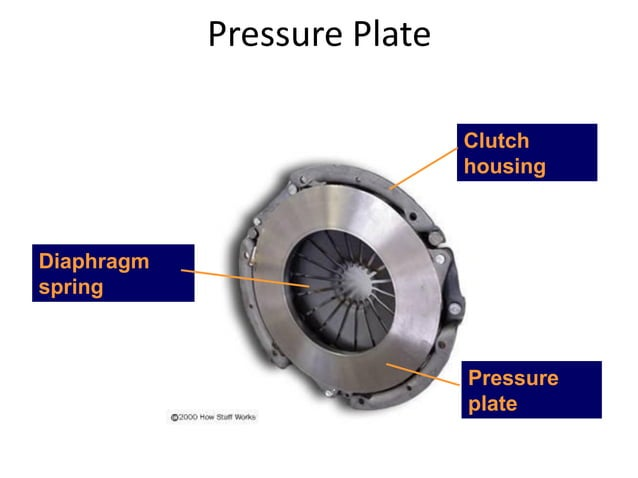 Pressure Plate
Clutch
housing
Diaphragm
spring
Pressure
plate
©2000 How Stuff Works